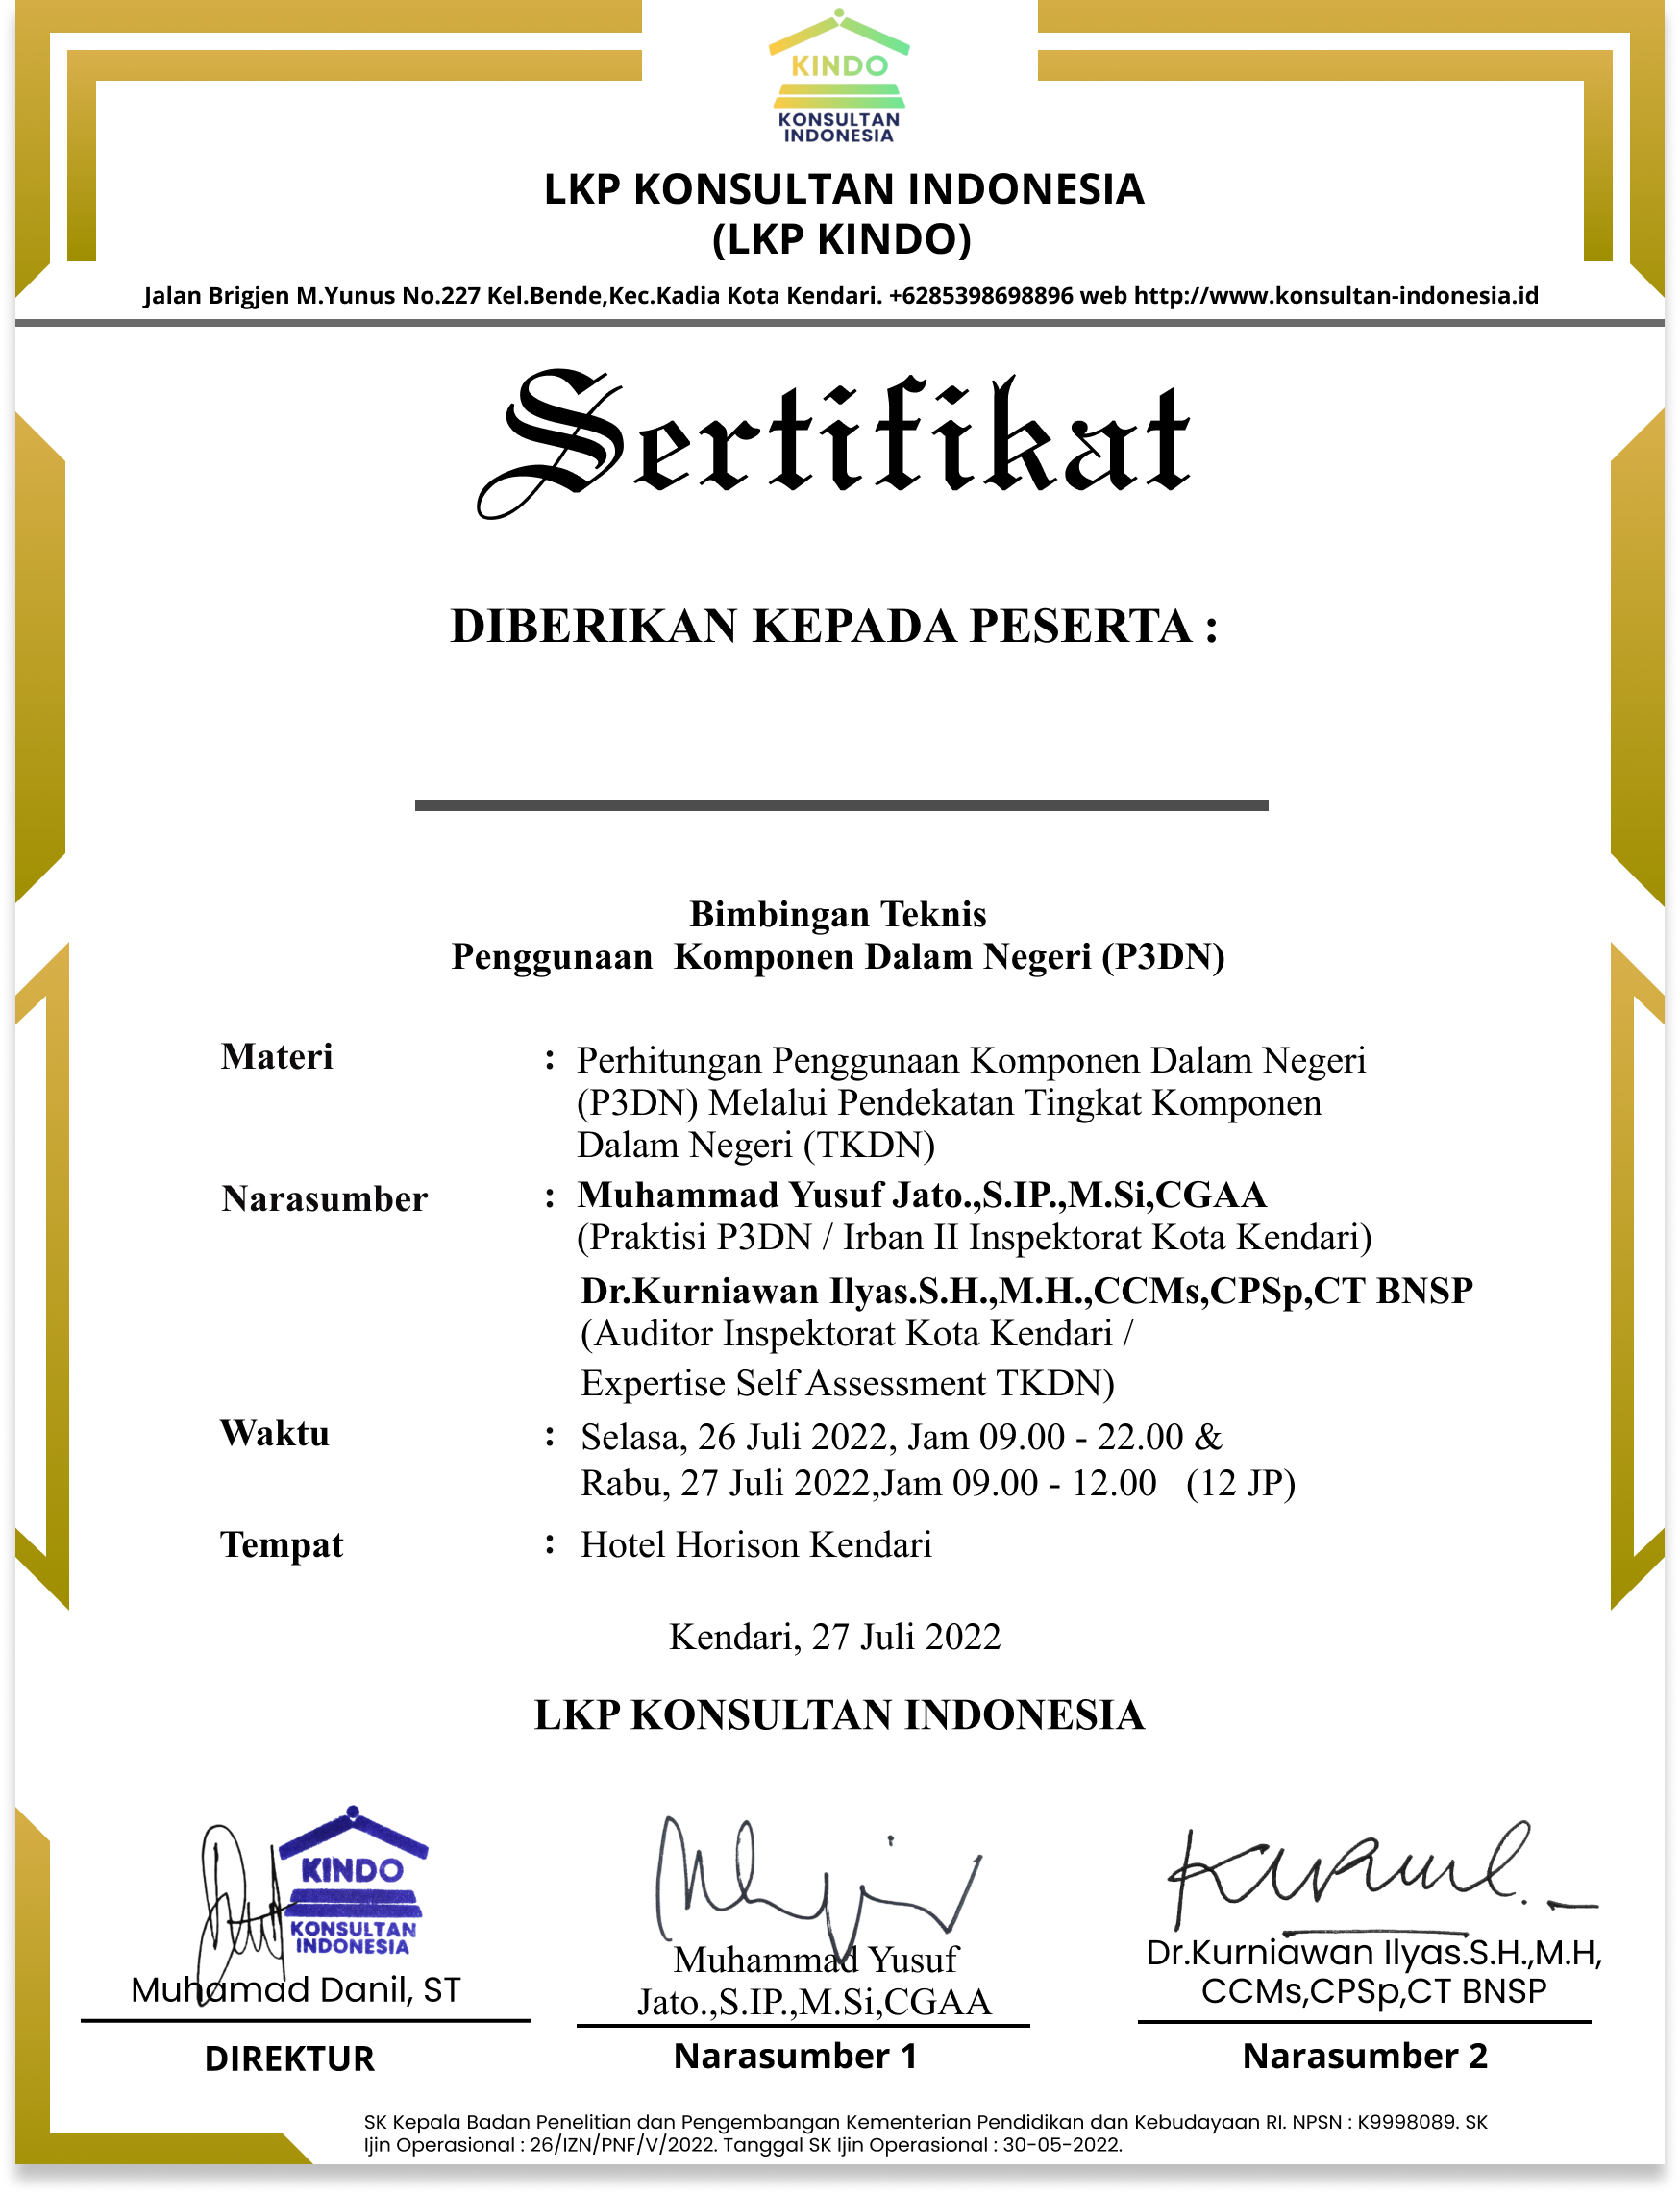 KINDO
KONSULTAN
INDONESIA
LKP KONSULTAN INDONESIA
(LKP KINDO)
Jalan Brigjen M.Yunus No.227 Kel.Bende,Kec.Kadia Kota Kendari. +6285398698896 web http://www.konsultan-indonesia.id
Sertifikat
DIBERIKAN KEPADA PESERTA :
Bimbingan Teknis
Penggunaan Komponen Dalam Negeri (P3DN)
Materi : Perhitungan Penggunaan Komponen Dalam Negeri
(P3DN) Melalui Pendekatan Tingkat Komponen
Dalam Negeri (TKDN)
Narasumber : Muhammad Yusuf Jato.,S.IP.,M.Si,CGAA
(Praktisi P3DN / Irban II Inspektorat Kota Kendari)
Dr.Kurniawan Ilyas.S.H.,M.H.,CCMs,CPSp,CT BNSP
(Auditor Inspektorat Kota Kendari /
Expertise Self Assessment TKDN)
Waktu : Selasa, 26 Juli 2022, Jam 09.00 - 22.00 &
Rabu, 27 Juli 2022,Jam 09.00 - 12.00 (12 JP)
Tempat : Hotel Horison Kendari
Kendari, 27 Juli 2022
LKP KONSULTAN INDONESIA
KINDO
KONSULTAN
INDONESIA
Muhamad Danil, ST
DIREKTUR
Muhammad Yusuf
Jato.,S.IP.,M.Si,CGAA
Narasumber 1
Dr.Kurniawan Ilyas.S.H.,M.H,
CCMs,CPSp,CT BNSP
Narasumber 2
SK Kepala Badan Penelitian dan Pengembangan Kementerian Pendidikan dan Kebudayaan RI. NPSN : K9998089. SK
Ijin Operasional : 26/IZN/PNF/V/2022. Tanggal SK Ijin Operasional : 30-05-2022.